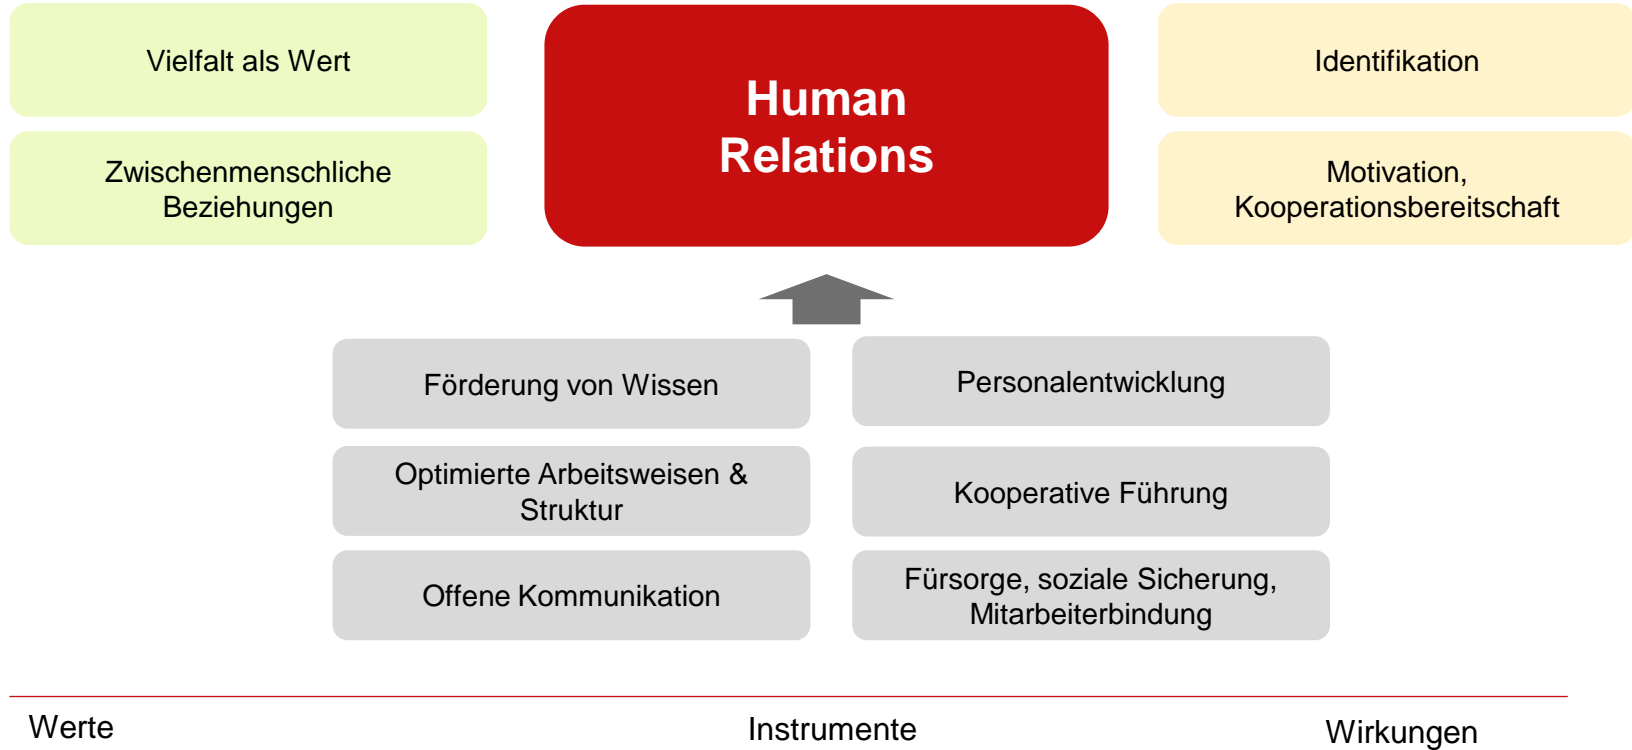 Vielfalt als Wert
Zwischenmenschliche
Beziehungen
Human
Relations
Identifikation
Motivation,
Kooperationsbereitschaft
Förderung von Wissen
Personalentwicklung
Optimierte Arbeitsweisen &
Struktur
Kooperative Führung
Offene Kommunikation
Fürsorge, soziale Sicherung,
Mitarbeiterbindung
Werte
Instrumente
Wirkungen